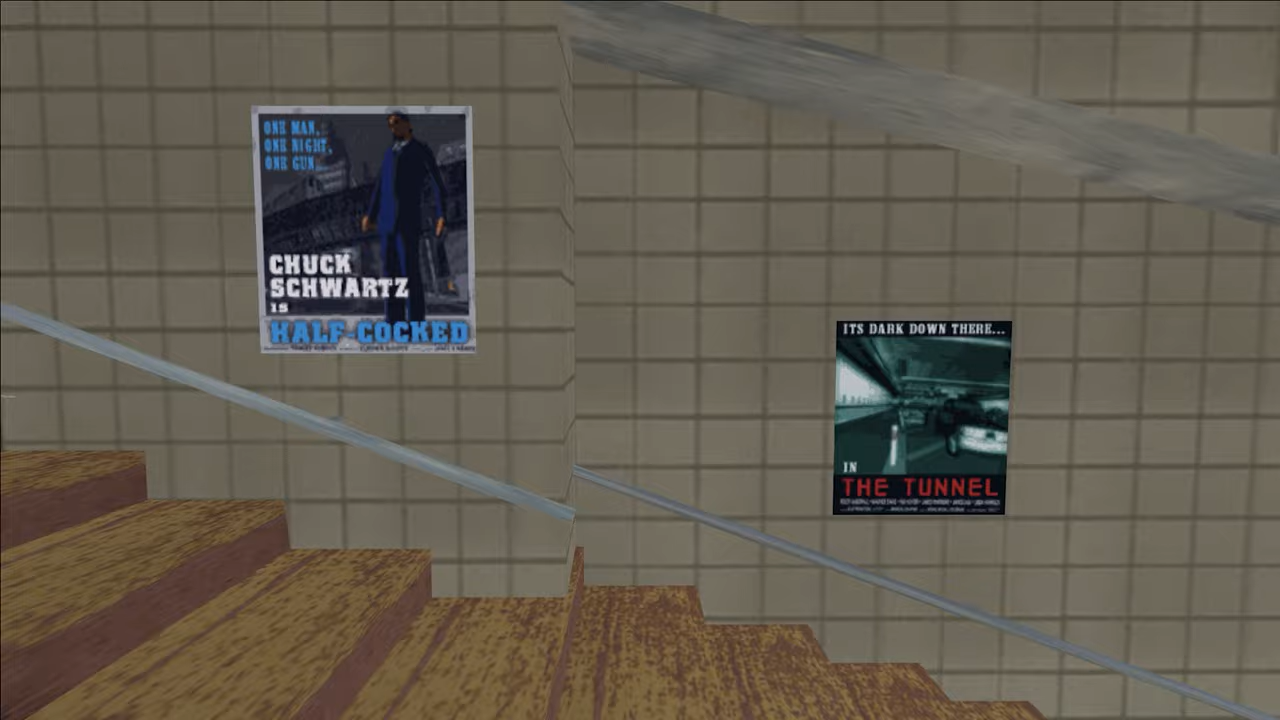 ONE MAN,
ONE NIGHT,
ONE GUN
CHUCK
SCHWARTZ
IS
HALF-COCKED
ITS DARK DOWN THERE...
IN
THE TUNNEL